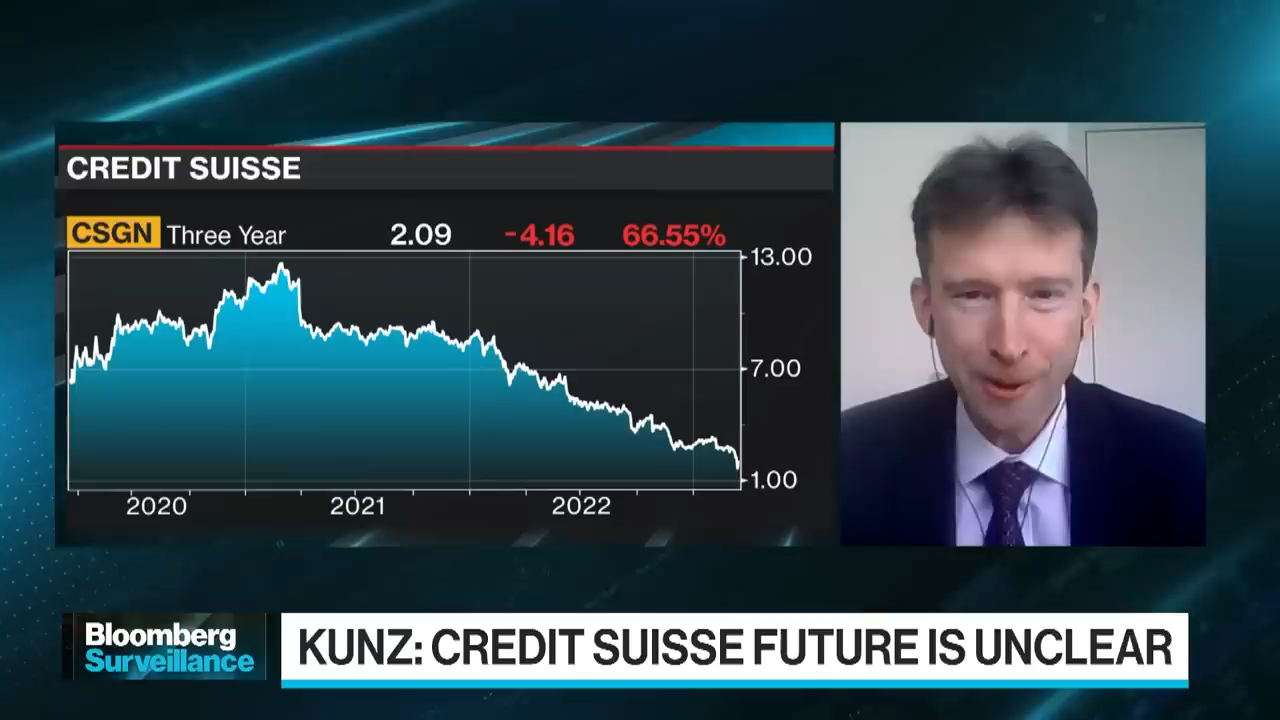 CREDIT SUISSE
CSGN Three Year 2.09 -4.16 66.55%
13.00
7.00
1.00
2020 2021 2022
Bloomberg
Surveillance
KUNZ: CREDIT SUISSE FUTURE IS UNCLEAR